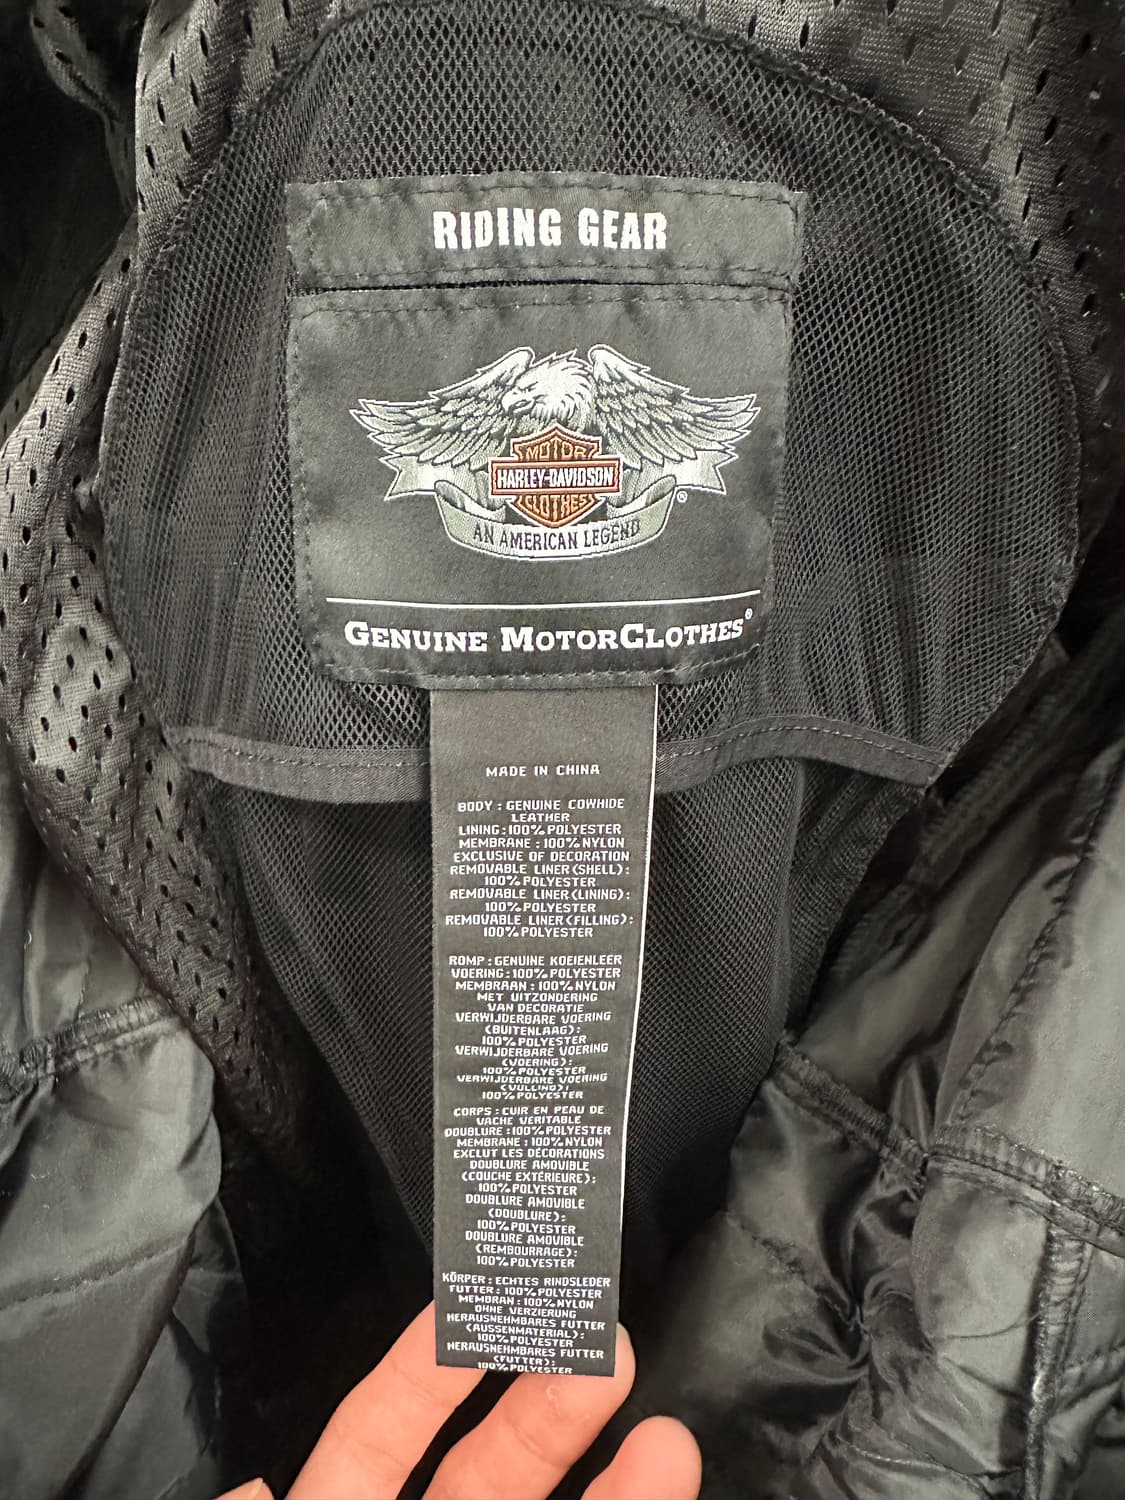 RIDING GEAR
MOTOR
HARLEY-DAVIDSON
CLOTHES
®
AN AMERICAN LEGEND
GENUINE MOTORCLOTHES®
MADE IN CHINA
BODY : GENUINE COWHIDE
LEATHER
LINING : 100% POLYESTER
MEMBRANE : 100% NYLON
EXCLUSIVE OF DECORATION
REMOVABLE LINER (SHELL) :
100% POLYESTER
REMOVABLE LINER (LINING) :
100% POLYESTER
REMOVABLE LINER (FILLING) :
100% POLYESTER
ROMP : GENUINE KOEIENLEER
VOERING : 100% POLYESTER
MEMBRAAN : 100% NYLON
MET UITZONDERING
VAN DECORATIE
VERWIJDERBARE VOERING
(BUITENLAAG) :
100% POLYESTER
VERWIJDERBARE VOERING
(VOERING) :
100% POLYESTER
VERWIJDERBARE VOERING
(VULLING) :
100% POLYESTER
CORPS : CUIR EN PEAU DE
VACHE VERITABLE
DOUBLURE : 100% POLYESTER
MEMBRANE : 100% NYLON
EXCLUT LES DÉCORATIONS
DOUBLURE AMOVIBLE
(COUCHE EXTÉRIEURE) :
100% POLYESTER
DOUBLURE AMOVIBLE
(DOUBLURE) :
100% POLYESTER
DOUBLURE AMOVIBLE
(REMBOURRAGE) :
100% POLYESTER
KÖRPER : ECHTES RINDSLEDER
FUTTER : 100% POLYESTER
MEMBRAN : 100% NYLON
OHNE VERZIERUNG
HERAUSNEHMBARES FUTTER
(AUSSENMATERIAL) :
100% POLYESTER
HERAUSNEHMBARES FUTTER
(FUTTER) :
100% POLYESTER